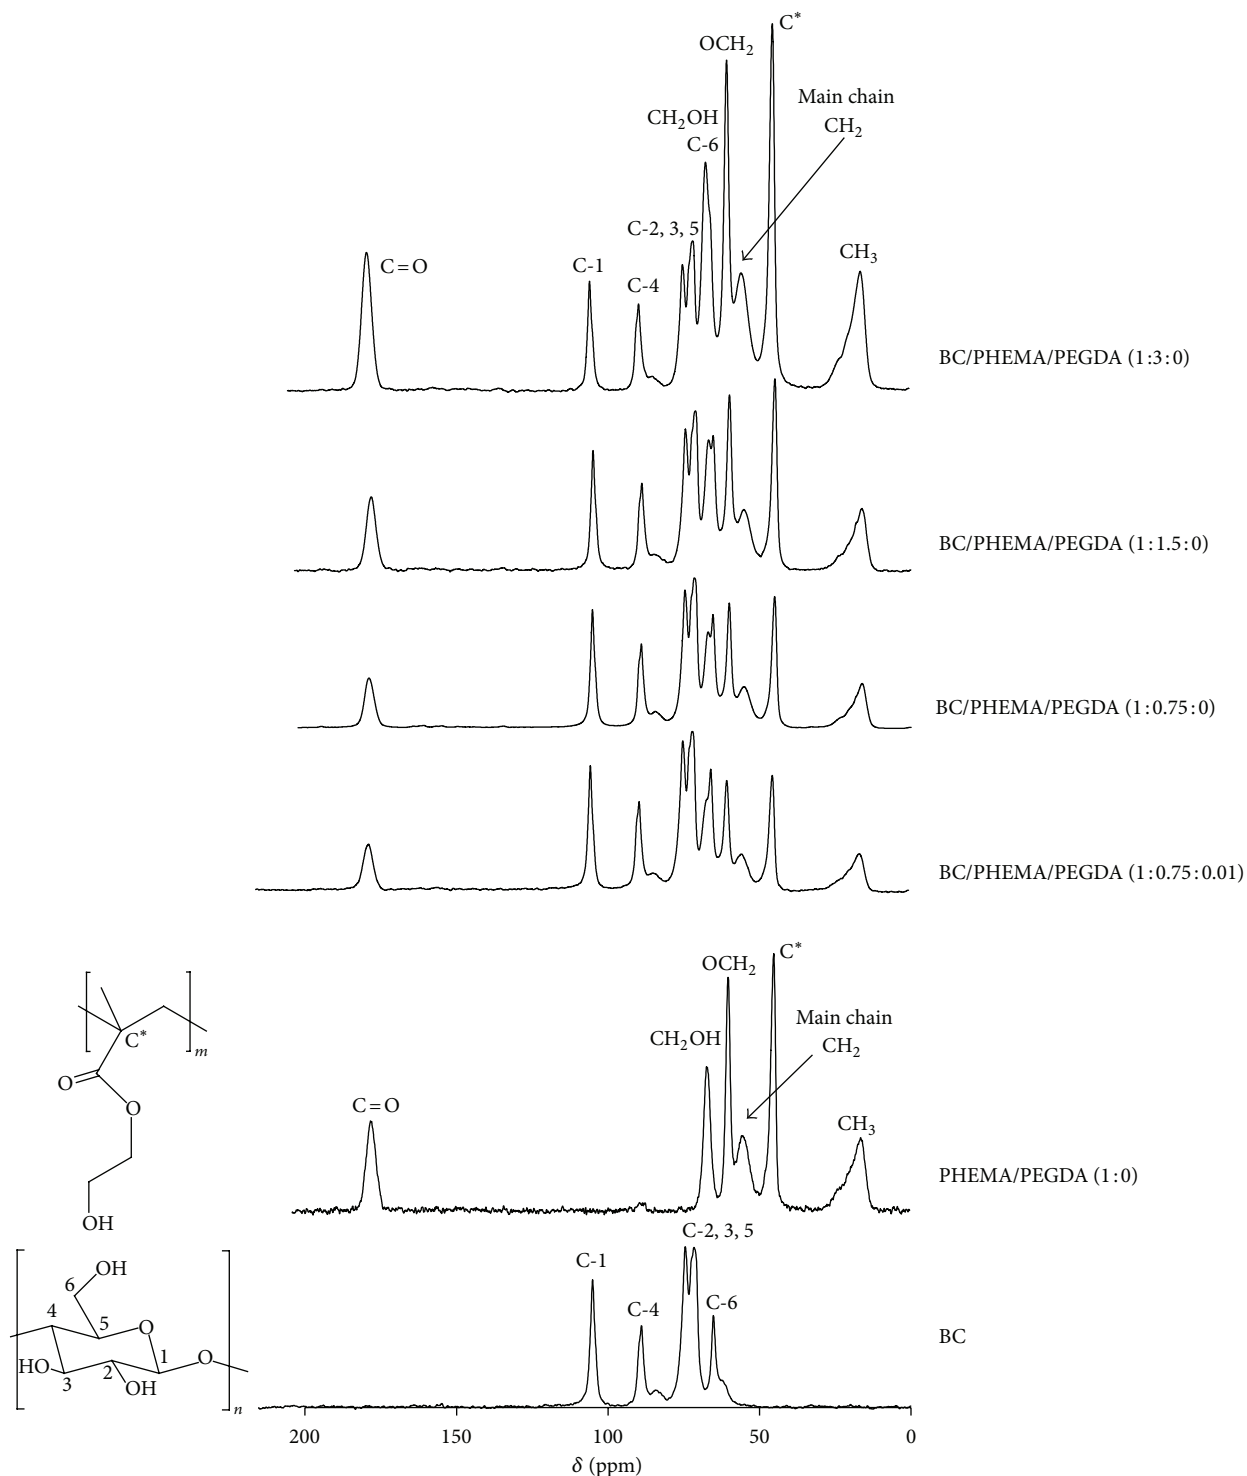 C*
OCH₂
Main chain
CH₂
CH₂OH
C-6
C-2, 3, 5
C=O
C-1
C-4
CH₃
BC/PHEMA/PEGDA (1:3:0)
BC/PHEMA/PEGDA (1:1.5:0)
BC/PHEMA/PEGDA (1:0.75:0)
BC/PHEMA/PEGDA (1:0.75:0.01)
C*
OCH₂
Main chain
CH₂
CH₂OH
C=O
CH₃
PHEMA/PEGDA (1:0)
C*
m
O
O
OH
C-2, 3, 5
C-1
C-4
C-6
BC
6
OH
4
5
O
1
O
HO
3
2
OH
n
200
150
100
50
0
δ (ppm)